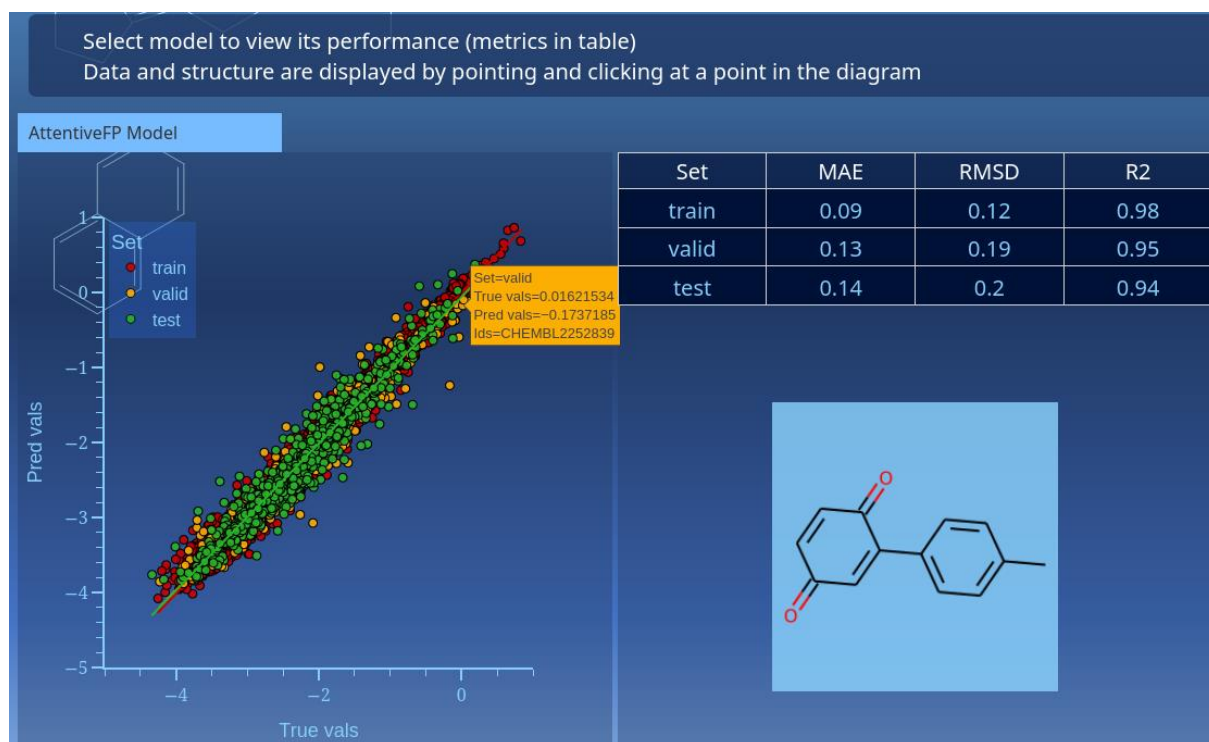 Select model to view its performance (metrics in table)
Data and structure are displayed by pointing and clicking at a point in the diagram
AttentiveFP Model
Set MAE RMSD R2
train 0.09 0.12 0.98
valid 0.13 0.19 0.95
test 0.14 0.2 0.94
1
0
−1
−2
−3
−4
−5
Pred vals
Set
train
valid
test
Set=valid
True vals=0.01621534
Pred vals=−0.1737185
Ids=CHEMBL2252839
−4 −2 0
True vals
O
O